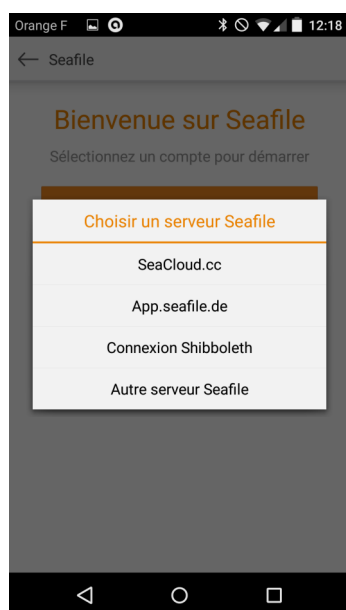 Orange F 12:18
Seafile
Bienvenue sur Seafile
Sélectionnez un compte pour démarrer
Choisir un serveur Seafile
SeaCloud.cc
App.seafile.de
Connexion Shibboleth
Autre serveur Seafile